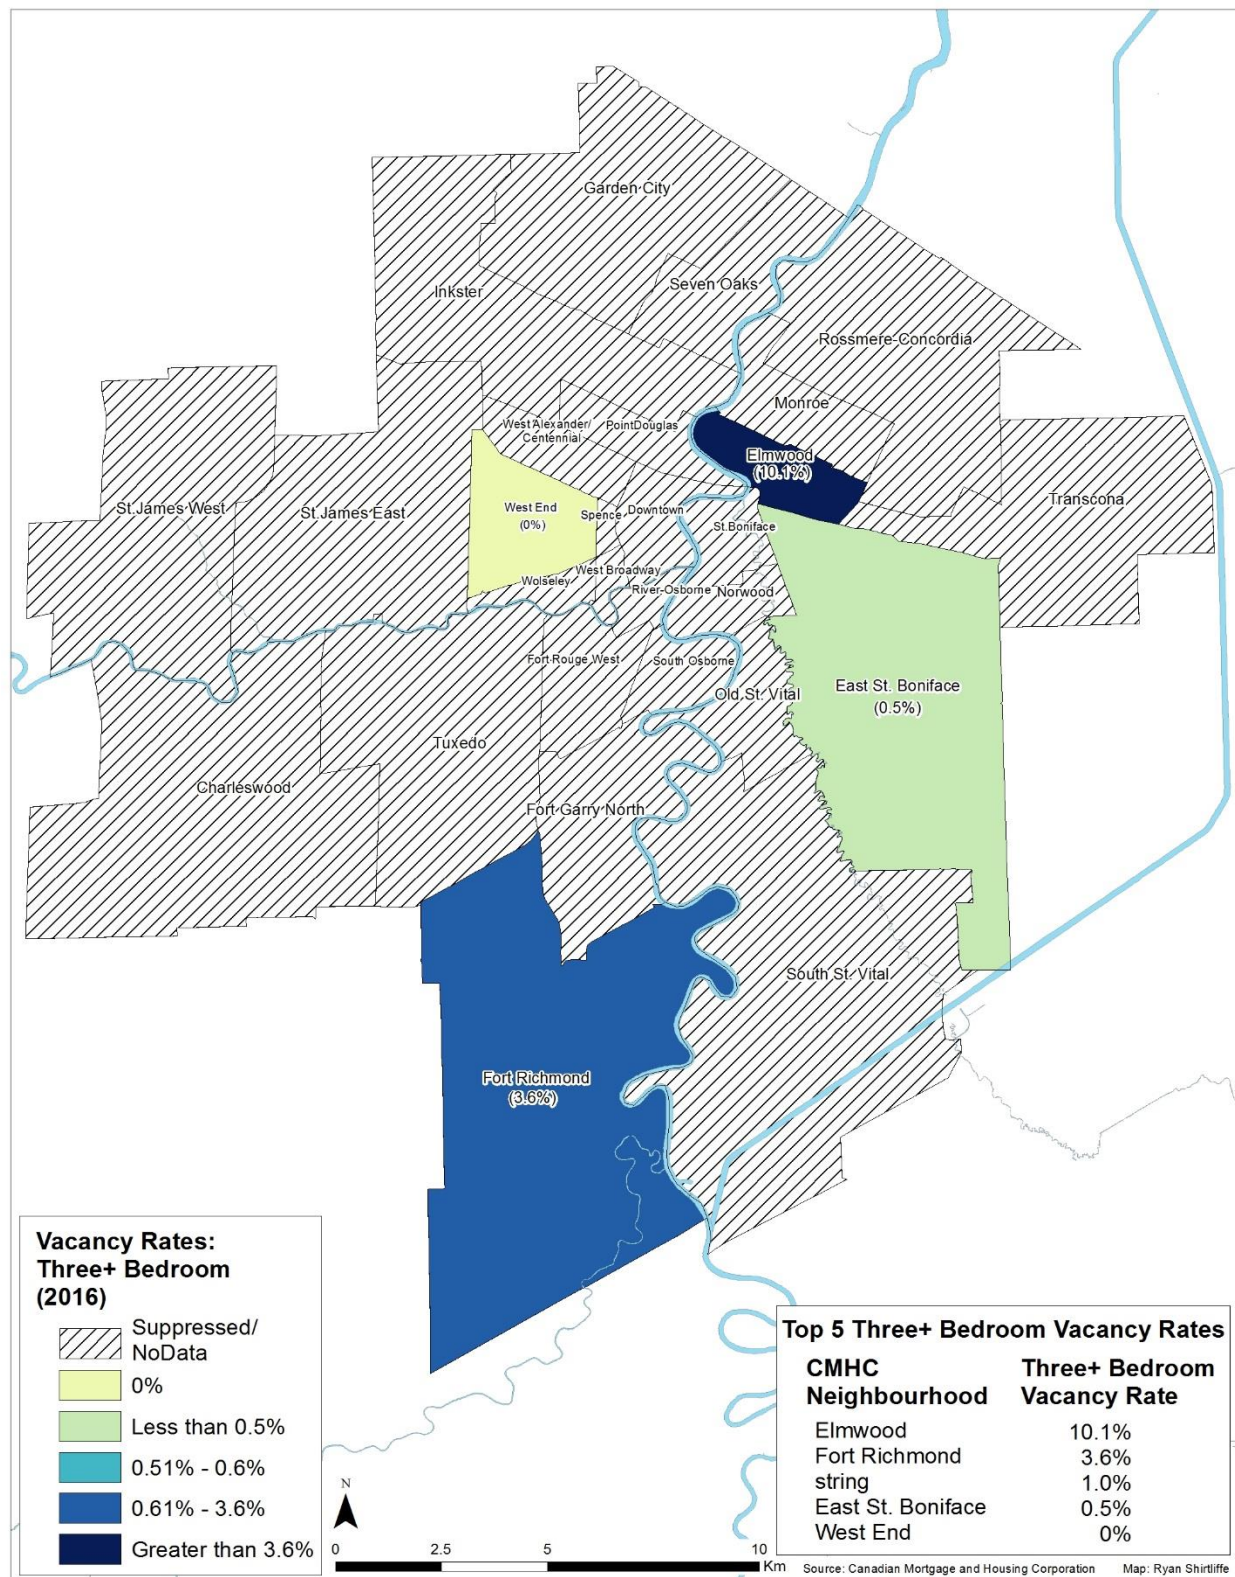 Garden City
Seven Oaks
Inkster
Rossmere-Concordia
Monroe
West Alexander/
Centennial
PointDouglas
Elmwood
(10.1%)
Transcona
St.James West
St.James East
West End
(0%)
Spence
Downtown
St.Boniface
West Broadway
Wolseley
River-Osborne
Norwood
Fort Rouge West
South Osborne
Old St. Vital
East St. Boniface
(0.5%)
Tuxedo
Charleswood
Fort Garry North
South St. Vital
Fort Richmond
(3.6%)
Vacancy Rates:
Three+ Bedroom
(2016)
Suppressed/
NoData
0%
Less than 0.5%
0.51% - 0.6%
0.61% - 3.6%
Greater than 3.6%
N
0 2.5 5 10
Km
Top 5 Three+ Bedroom Vacancy Rates
CMHC Three+ Bedroom
Neighbourhood Vacancy Rate
Elmwood 10.1%
Fort Richmond 3.6%
string 1.0%
East St. Boniface 0.5%
West End 0%
Source: Canadian Mortgage and Housing Corporation Map: Ryan Shirtliffe